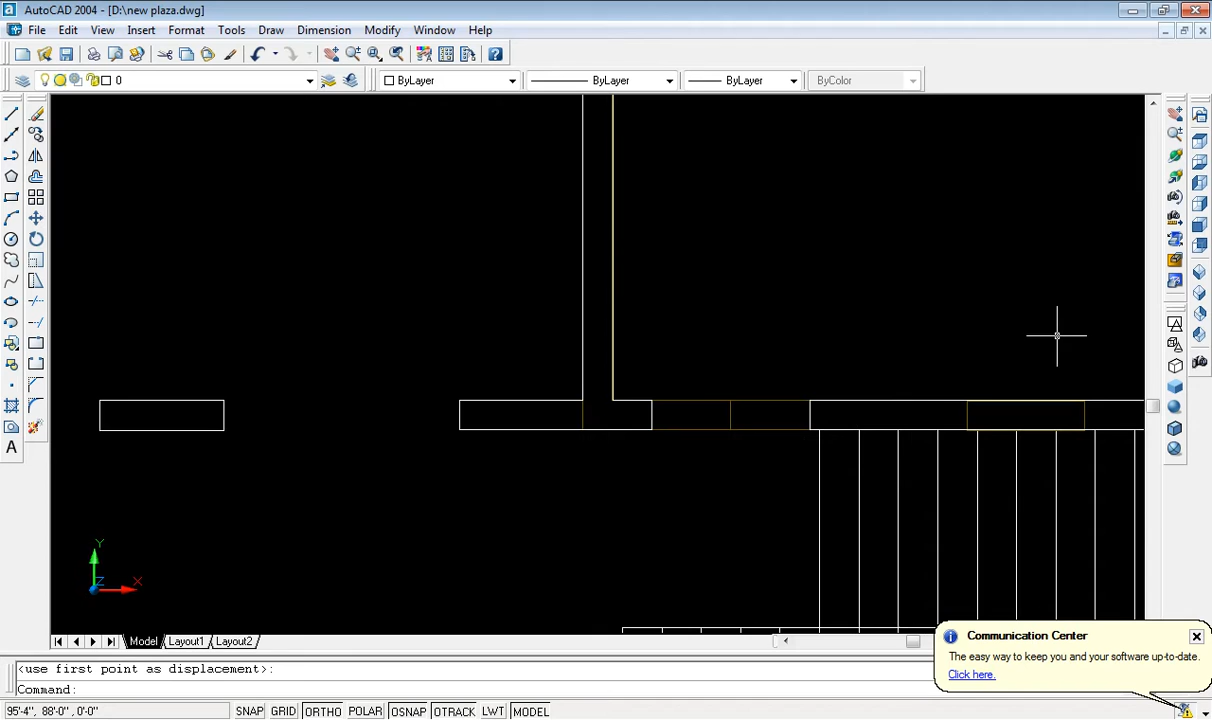 AutoCAD 2004 - [D:\new plaza.dwg]
File Edit View Insert Format Tools Draw Dimension Modify Window Help
0 ByLayer ByLayer ByLayer ByColor
A
Y
Z X
Model Layout1 Layout2
Communication Center
The easy way to keep you and your software up-to-date.
Click here.
<use first point as displacement>:
Command:
95'-4", 88'-0" ,0'-0" SNAP GRID ORTHO POLAR OSNAP OTRACK LWT MODEL